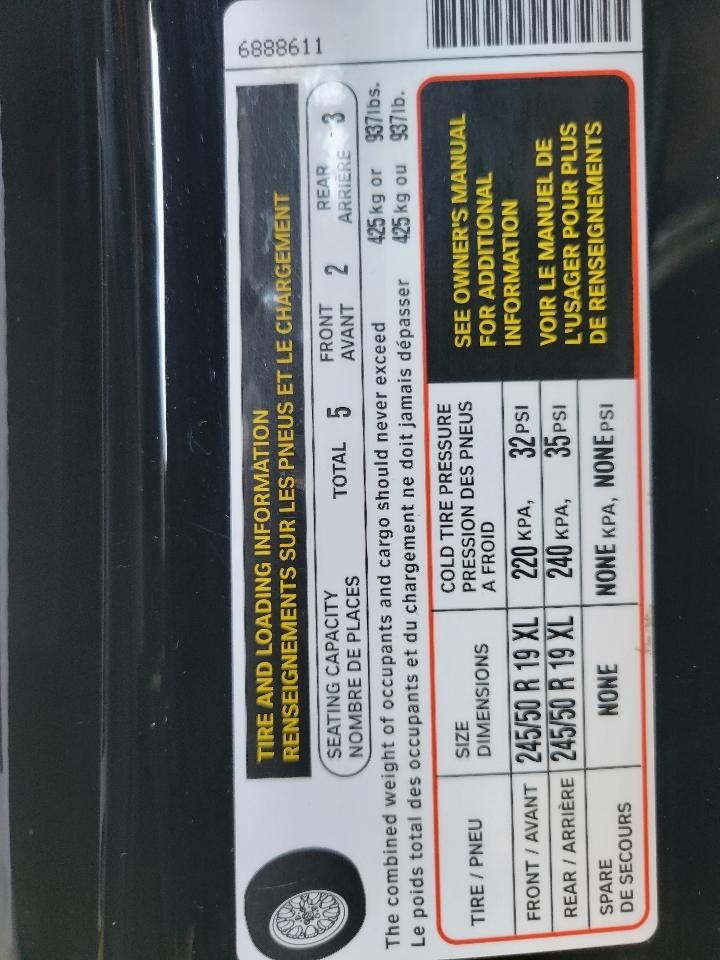 6888611
TIRE AND LOADING INFORMATION
RENSEIGNEMENTS SUR LES PNEUS ET LE CHARGEMENT
SEATING CAPACITY
NOMBRE DE PLACES
TOTAL 5
FRONT
AVANT
2
REAR
ARRIÈRE
3
The combined weight of occupants and cargo should never exceed 425 kg or 937 lbs.
Le poids total des occupants et du chargement ne doit jamais dépasser 425 kg ou 937 lb.
TIRE / PNEU
SIZE
DIMENSIONS
COLD TIRE PRESSURE
PRESSION DES PNEUS
A FROID
FRONT / AVANT 245/50 R 19 XL 220 KPA, 32 PSI
REAR / ARRIÈRE 245/50 R 19 XL 240 KPA, 35 PSI
SPARE
DE SECOURS
NONE NONE KPA, NONE PSI
SEE OWNER'S MANUAL
FOR ADDITIONAL
INFORMATION
VOIR LE MANUEL DE
L'USAGER POUR PLUS
DE RENSEIGNEMENTS